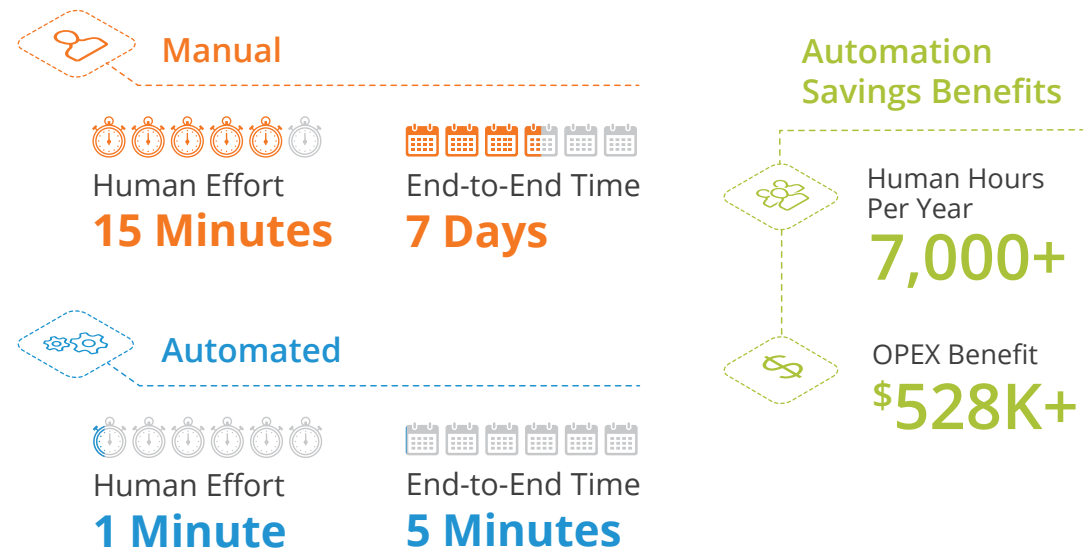 Manual
Human Effort
15 Minutes
End-to-End Time
7 Days
Automated
Human Effort
1 Minute
End-to-End Time
5 Minutes
Automation
Savings Benefits
Human Hours
Per Year
7,000+
OPEX Benefit
$528K+